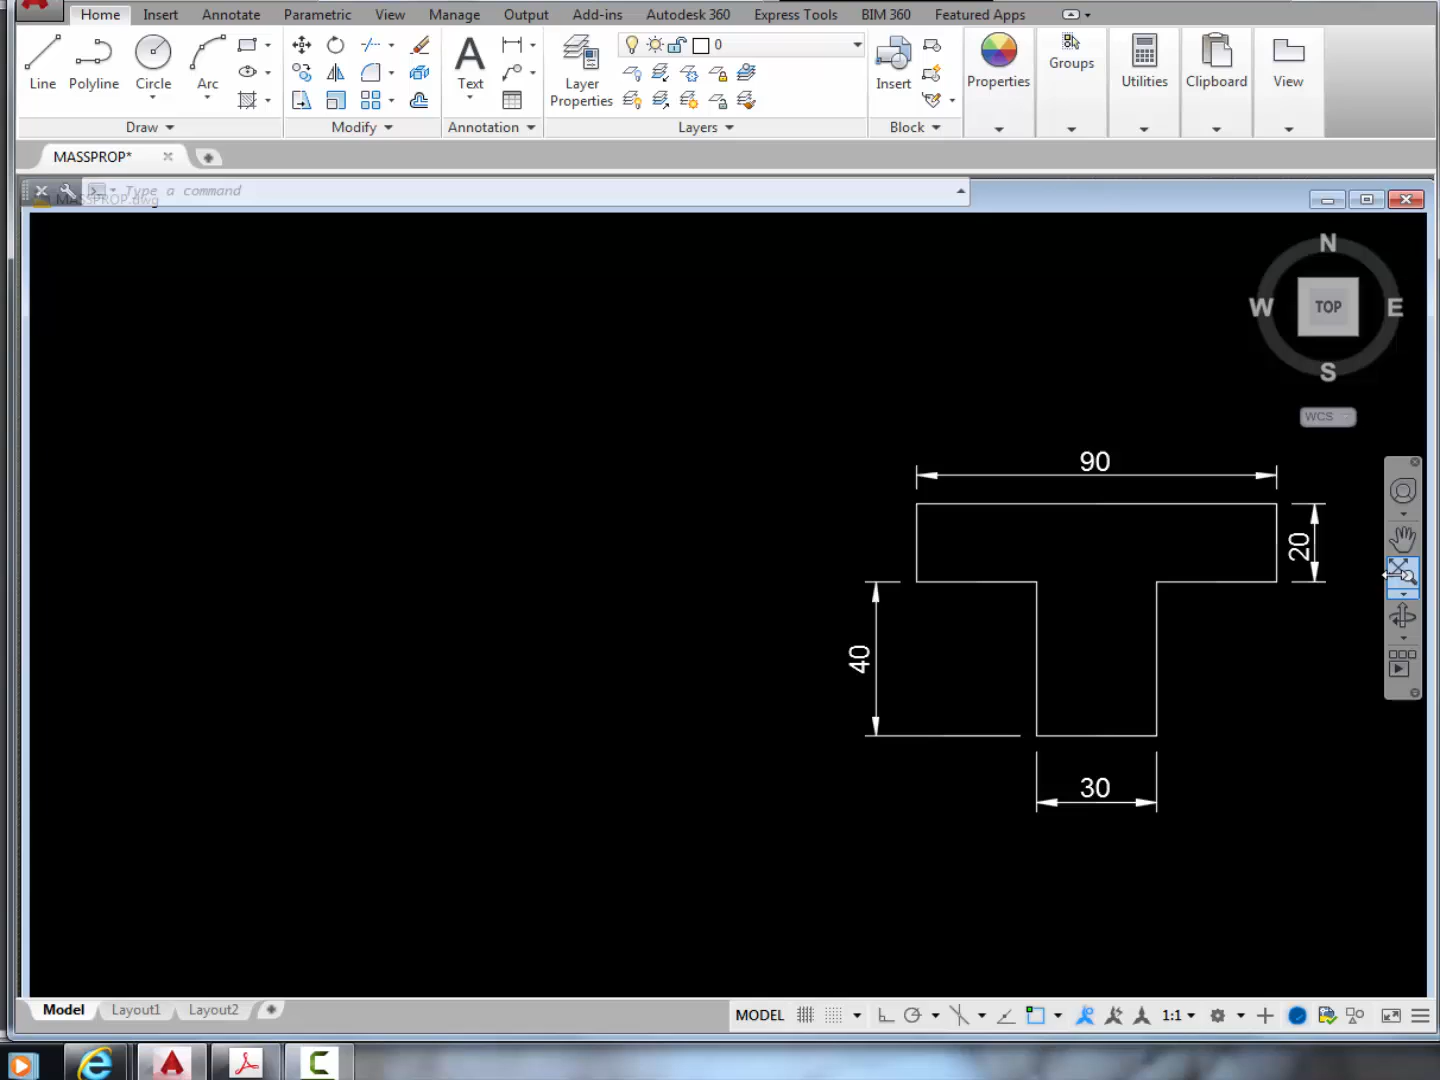 Home Insert Annotate Parametric View Manage Output Add-ins Autodesk 360 Express Tools BIM 360 Featured Apps
0
Line Polyline Circle Arc Text Layer Properties Insert Properties Groups Utilities Clipboard View
Draw Modify Annotation Layers Block
MASSPROP*
Type a command
MASSPROP.dwg
N
W TOP E
S
WCS
90
20
40
30
Model Layout1 Layout2
MODEL 1:1